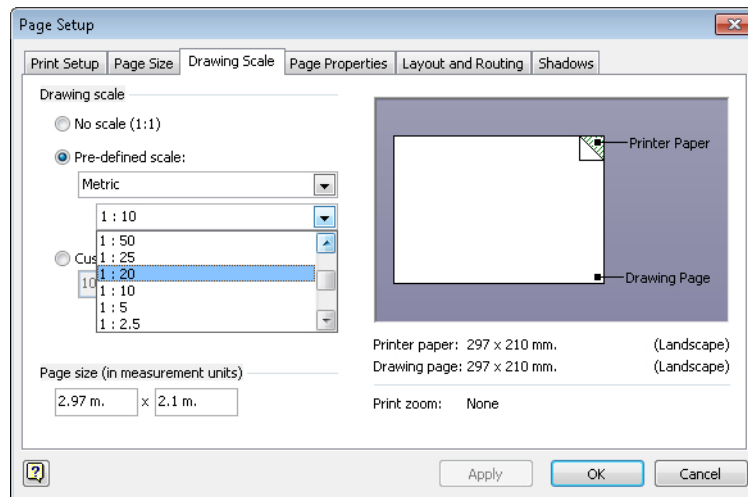 Page Setup
Print Setup Page Size Drawing Scale Page Properties Layout and Routing Shadows
Drawing scale
No scale (1:1)
Pre-defined scale:
Metric
1 : 10
1 : 50
1 : 25
1 : 20
1 : 10
1 : 5
1 : 2.5
Cus
10
Page size (in measurement units)
2.97 m. x 2.1 m.
Printer Paper
Drawing Page
Printer paper: 297 x 210 mm. (Landscape)
Drawing page: 297 x 210 mm. (Landscape)
Print zoom: None
Apply OK Cancel